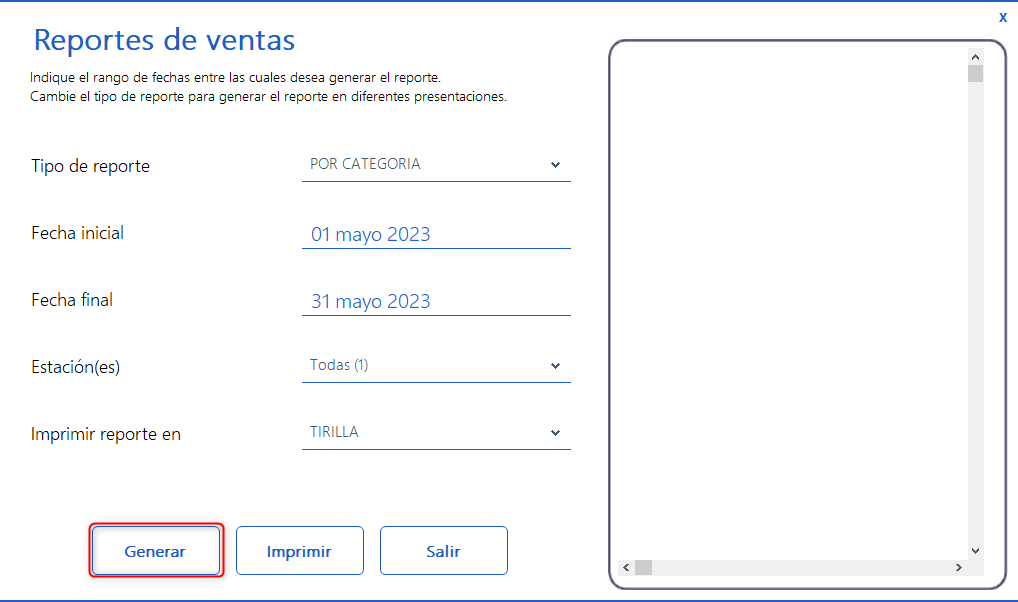 x
Reportes de ventas
Indique el rango de fechas entre las cuales desea generar el reporte.
Cambie el tipo de reporte para generar el reporte en diferentes presentaciones.
Tipo de reporte POR CATEGORIA
Fecha inicial 01 mayo 2023
Fecha final 31 mayo 2023
Estación(es) Todas (1)
Imprimir reporte en TIRILLA
Generar Imprimir Salir